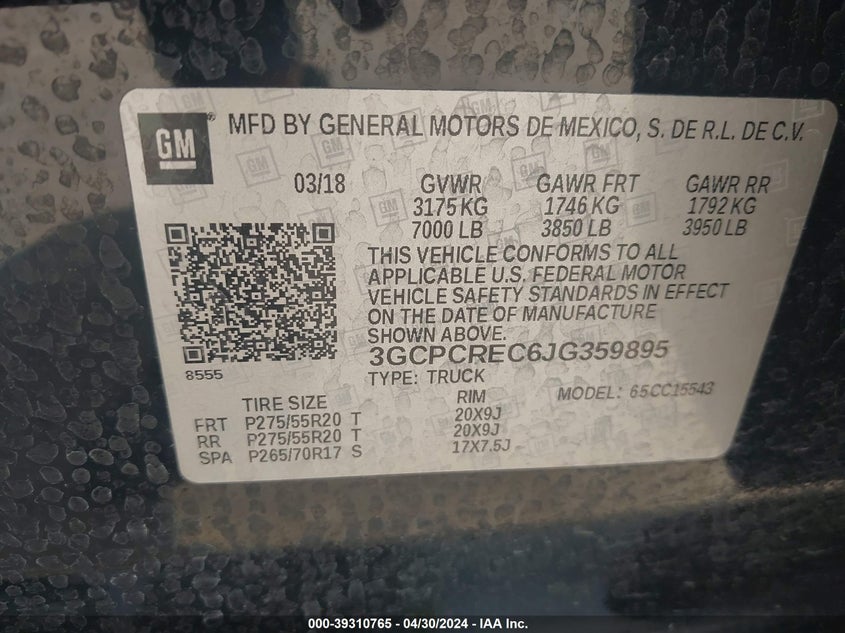 GM ® MFD BY GENERAL MOTORS DE MEXICO, S. DE R.L. DE C.V.
03/18 GVWR GAWR FRT GAWR RR
3175 KG 1746 KG 1792 KG
7000 LB 3850 LB 3950 LB
THIS VEHICLE CONFORMS TO ALL
APPLICABLE U.S. FEDERAL MOTOR
VEHICLE SAFETY STANDARDS IN EFFECT
ON THE DATE OF MANUFACTURE
SHOWN ABOVE.
3GCPCREC6JG359895
8555 TYPE: TRUCK MODEL: 65CC15543
TIRE SIZE RIM
FRT P275/55R20 T 20X9J
RR P275/55R20 T 20X9J
SPA P265/70R17 S 17X7.5J
000-39310765 - 04/30/2024 - IAA Inc.